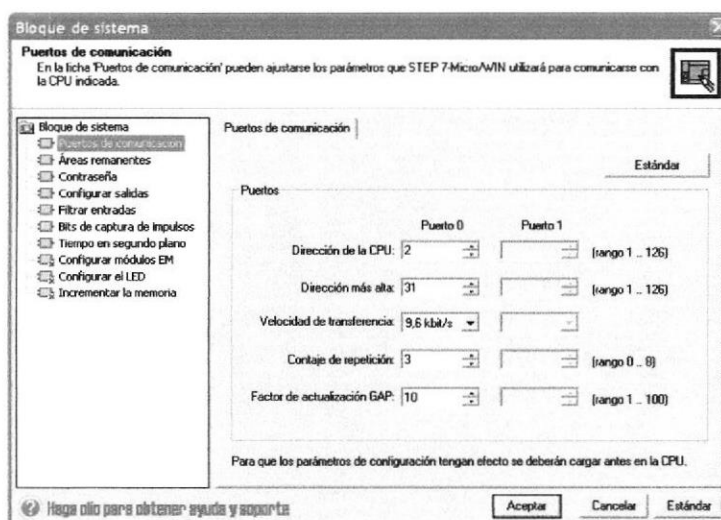 Bloque de sistema
Puertos de comunicación
En la ficha 'Puertos de comunicación' pueden ajustarse los parámetros que STEP 7-Micro/WIN utilizará para comunicarse con
la CPU indicada.
Bloque de sistema
Puertos de comunicación
Áreas remanentes
Contraseña
Configurar salidas
Filtrar entradas
Bits de captura de impulsos
Tiempo en segundo plano
Configurar módulos EM
Configurar el LED
Incrementar la memoria
Puertos de comunicación
Estándar
Puertos
Puerto 0 Puerto 1
Dirección de la CPU: 2 (rango 1 .. 126)
Dirección más alta: 31 (rango 1 .. 126)
Velocidad de transferencia: 9,6 kbit/s
Contaje de repetición: 3 (rango 0 .. 8)
Factor de actualización GAP: 10 (rango 1 .. 100)
Para que los parámetros de configuración tengan efecto se deberán cargar antes en la CPU.
Haga clic para obtener ayuda y soporte
Aceptar Cancelar Estándar